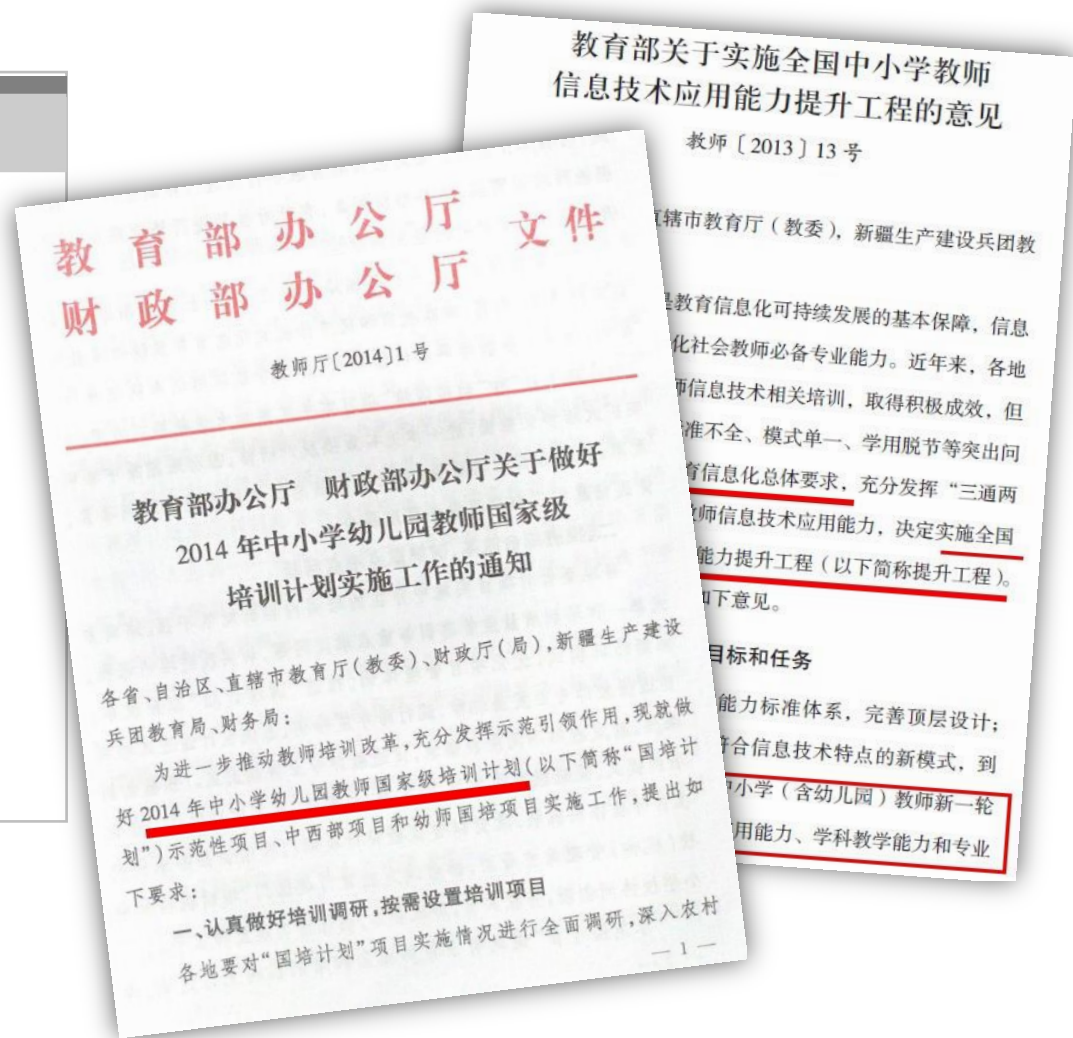 教育部关于实施全国中小学教师
信息技术应用能力提升工程的意见
教师〔2013〕13 号
直辖市教育厅（教委），新疆生产建设兵团教
是教育信息化可持续发展的基本保障，信息
化社会教师必备专业能力。近年来，各地
师信息技术相关培训，取得积极成效，但
准不全、模式单一、学用脱节等突出问
育信息化总体要求，充分发挥“三通两
教师信息技术应用能力，决定实施全国
能力提升工程（以下简称提升工程）。
如下意见。
目标和任务
能力标准体系，完善顶层设计；
符合信息技术特点的新模式，到
中小学（含幼儿园）教师新一轮
用能力、学科教学能力和专业
教育部办公厅
财政部办公厅
文件
教师厅〔2014〕1 号
教育部办公厅 财政部办公厅关于做好
2014 年中小学幼儿园教师国家级
培训计划实施工作的通知
各省、自治区、直辖市教育厅（教委）、财政厅（局），新疆生产建设
兵团教育局、财务局：
为进一步推动教师培训改革，充分发挥示范引领作用，现就做
好 2014 年中小学幼儿园教师国家级培训计划（以下简称“国培计
划”）示范性项目、中西部项目和幼师国培项目实施工作，提出如
下要求：
一、认真做好培训调研，按需设置培训项目
各地要对“国培计划”项目实施情况进行全面调研，深入农村
— 1 —